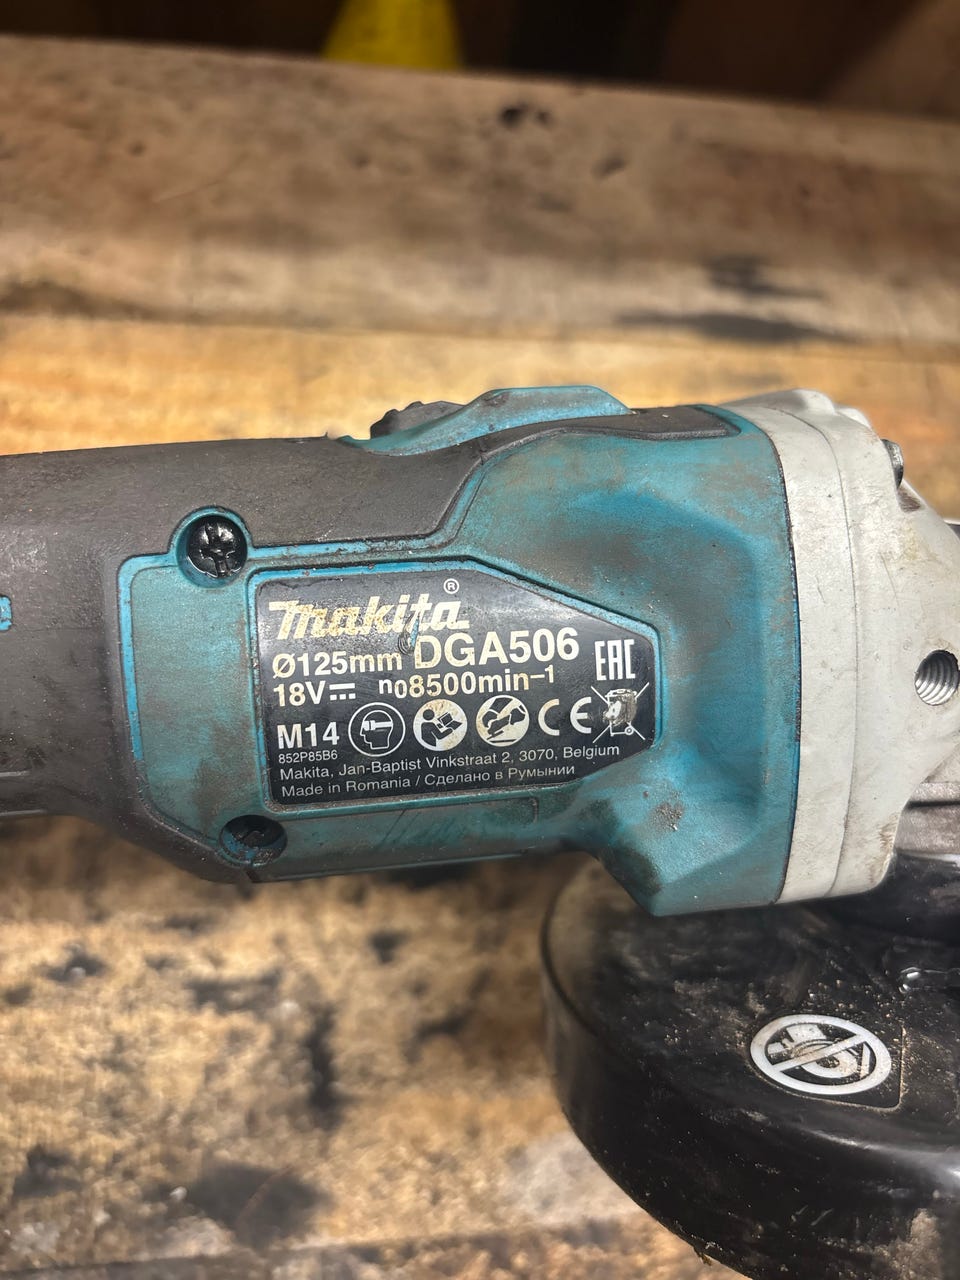 makita®
Ø125mm DGA506
18V n₀8500min⁻¹
EAC
M14 CE
852P85B6
Makita, Jan-Baptist Vinkstraat 2, 3070, Belgium
Made in Romania / Сделано в Румынии